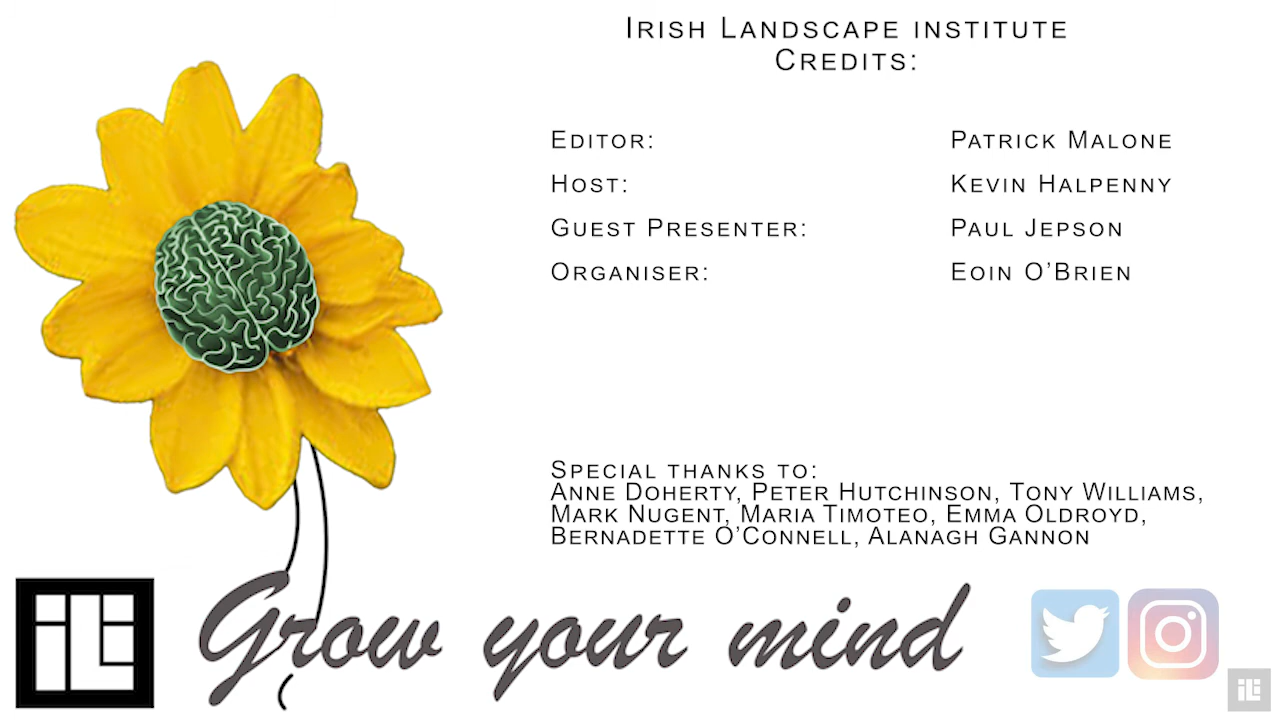 Irish Landscape institute
Credits:
Editor: Patrick Malone
Host: Kevin Halpenny
Guest Presenter: Paul Jepson
Organiser: Eoin O’Brien
Special thanks to:
Anne Doherty, Peter Hutchinson, Tony Williams,
Mark Nugent, Maria Timoteo, Emma Oldroyd,
Bernadette O’Connell, Alanagh Gannon
Grow your mind
ili
ili